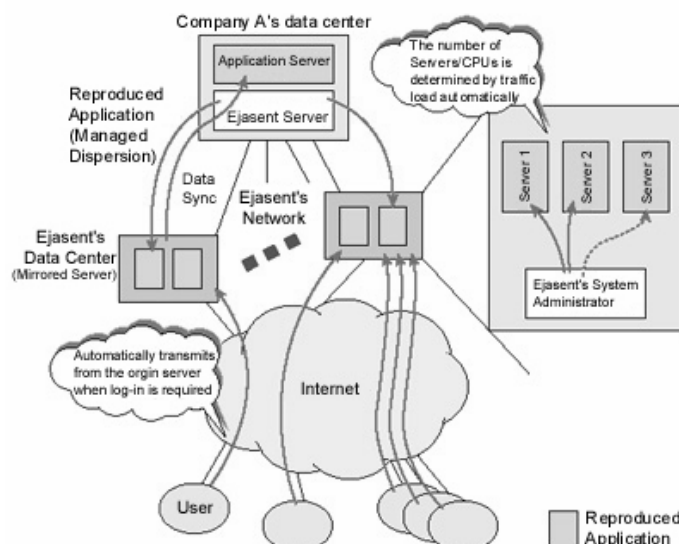 Company A's data center
Application Server
Ejasent Server
The number of
Servers/CPUs is
determined by traffic
load automatically
Reproduced
Application
(Managed
Dispersion)
Data
Sync
Ejasent's
Network
Ejasent's
Data Center
(Mirrored Server)
Server 1
Server 2
Server 3
Ejasent's System
Administrator
Automatically transmits
from the orgin server
when log-in is required
Internet
User
Reproduced
Application